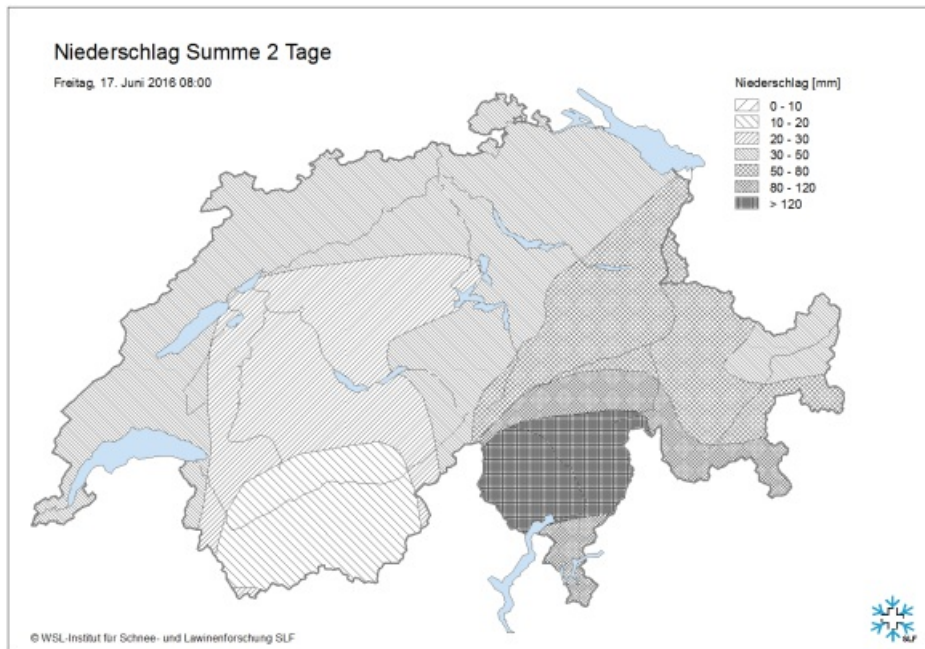 Niederschlag Summe 2 Tage
Freitag, 17. Juni 2016 08:00
Niederschlag [mm]
0 - 10
10 - 20
20 - 30
30 - 50
50 - 80
80 - 120
> 120
© WSL-Institut für Schnee- und Lawinenforschung SLF
SLF